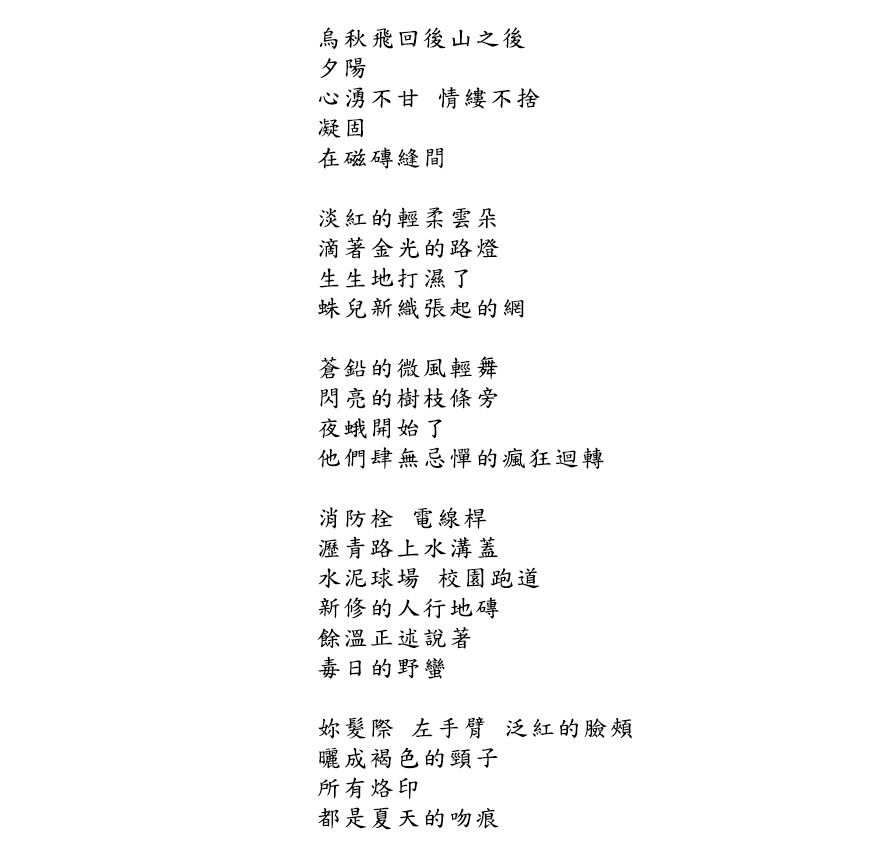 烏秋飛回後山之後
夕陽
心湧不甘 情縷不捨
凝固
在磁磚縫間
淡紅的輕柔雲朵
滴著金光的路燈
生生地打濕了
蛛兒新織張起的網
蒼鉛的微風輕舞
閃亮的樹枝條旁
夜蛾開始了
他們肆無忌憚的瘋狂迴轉
消防栓 電線桿
瀝青路上水溝蓋
水泥球場 校園跑道
新修的人行地磚
餘溫正述說著
毒日的野蠻
妳髮際 左手臂 泛紅的臉頰
曬成褐色的頸子
所有烙印
都是夏天的吻痕